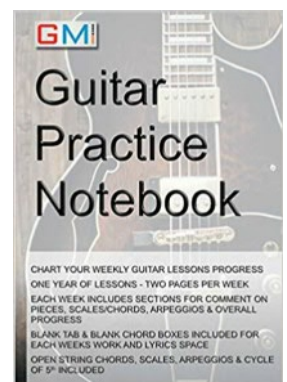 GMI
Guitar
Practice
Notebook
CHART YOUR WEEKLY GUITAR LESSONS PROGRESS
ONE YEAR OF LESSONS - TWO PAGES PER WEEK
EACH WEEK INCLUDES SECTIONS FOR COMMENT ON
PIECES, SCALES/CHORDS, ARPEGGIOS & OVERALL
PROGRESS
BLANK TAB & BLANK CHORD BOXES INCLUDED FOR
EACH WEEKS WORK AND LYRICS SPACE
OPEN STRING CHORDS, SCALES, ARPEGGIOS & CYCLE
OF 5th INCLUDED